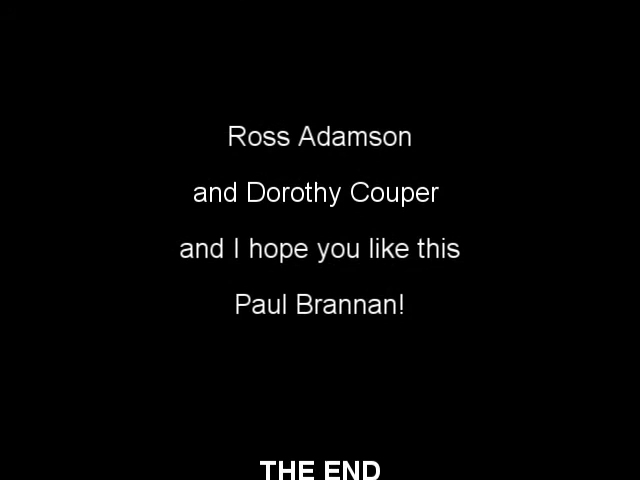 Ross Adamson
and Dorothy Couper
and I hope you like this
Paul Brannan!
THE END